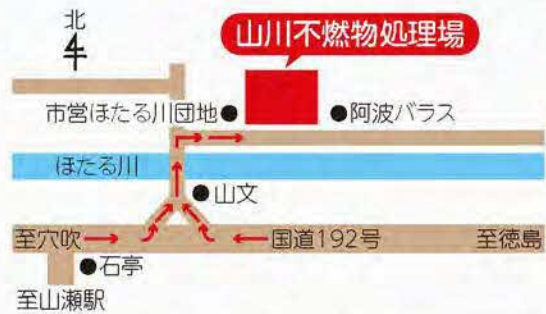 北
山川不燃物処理場
市営ほたる川団地
阿波バラス
ほたる川
山文
至穴吹
国道192号
至徳島
石亭
至山瀬駅